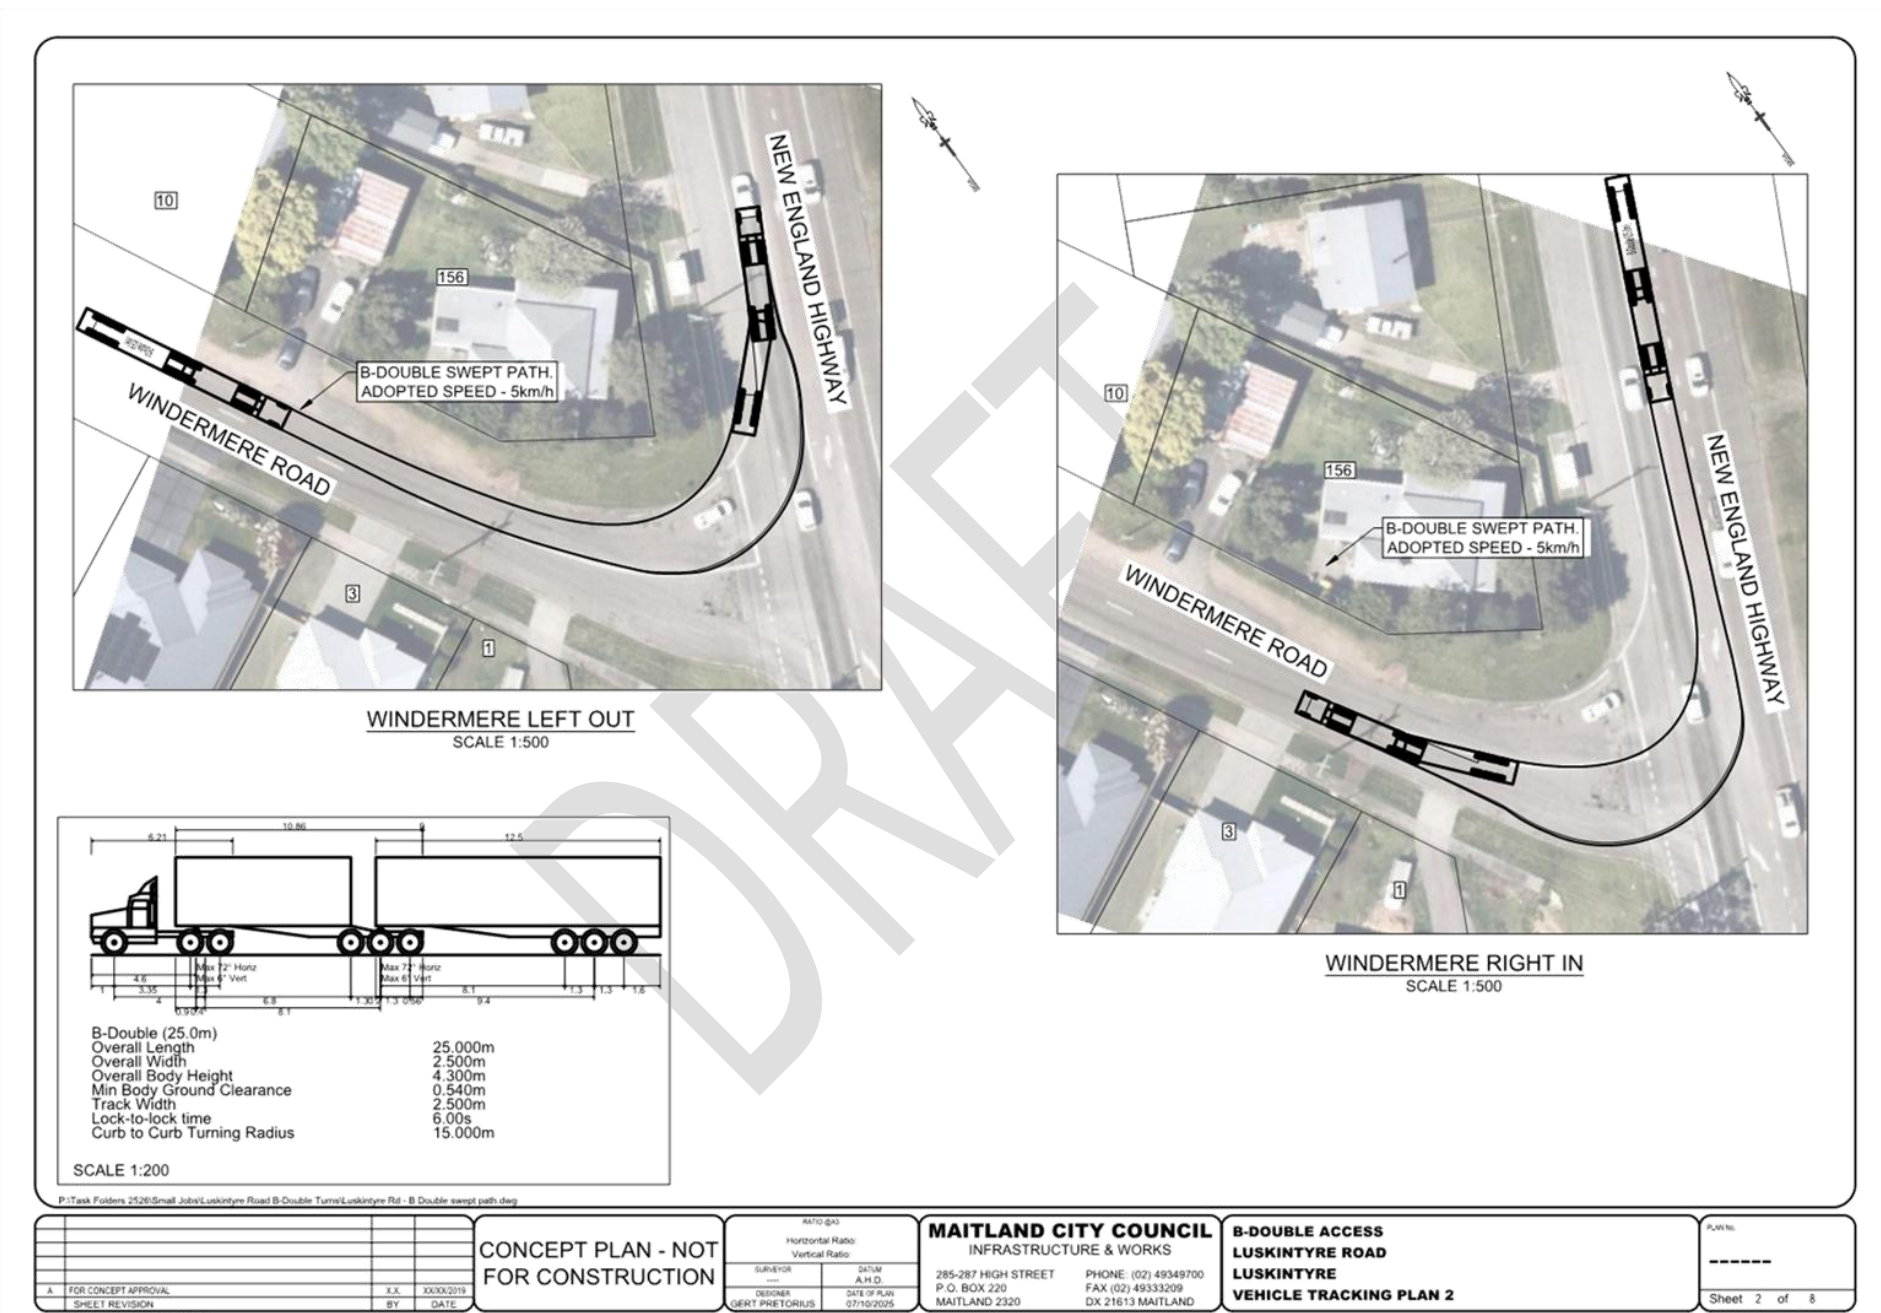 10
156
NEW ENGLAND HIGHWAY
B-DOUBLE SWEPT PATH.
ADOPTED SPEED - 5km/h
WINDERMERE ROAD
3
1
WINDERMERE LEFT OUT
SCALE 1:500
10
156
NEW ENGLAND HIGHWAY
B-DOUBLE SWEPT PATH.
ADOPTED SPEED - 5km/h
WINDERMERE ROAD
3
1
WINDERMERE RIGHT IN
SCALE 1:500
DRAFT
10.86
6.21
12.5
Max 72° Horiz
Max 6° Vert
Max 72° Horiz
Max 6° Vert
4.6
1
3.35
8.1
1.3
1.3
1.6
4
6.8
9.4
8.1
B-Double (25.0m)
Overall Length 25.000m
Overall Width 2.500m
Overall Body Height 4.300m
Min Body Ground Clearance 0.540m
Track Width 2.500m
Lock-to-lock time 6.00s
Curb to Curb Turning Radius 15.000m
SCALE 1:200
P:\Task Folders 2526\Small Jobs\Luskintyre Road B-Double Turns\Luskintyre Rd - B Double swept path.dwg
A FOR CONCEPT APPROVAL X.X. XX/XX/2019
SHEET REVISION BY DATE
CONCEPT PLAN - NOT
FOR CONSTRUCTION
RATIO @A3
Horizontal Ratio:
Vertical Ratio:
SURVEYOR
----
DATUM
A.H.D.
DESIGNER
GERT PRETORIUS
DATE OF PLAN
07/10/2025
MAITLAND CITY COUNCIL
INFRASTRUCTURE & WORKS
285-287 HIGH STREET
P.O. BOX 220
MAITLAND 2320
PHONE: (02) 49349700
FAX (02) 49333209
DX 21613 MAITLAND
B-DOUBLE ACCESS
LUSKINTYRE ROAD
LUSKINTYRE
VEHICLE TRACKING PLAN 2
PLAN No.
------
Sheet 2 of 8